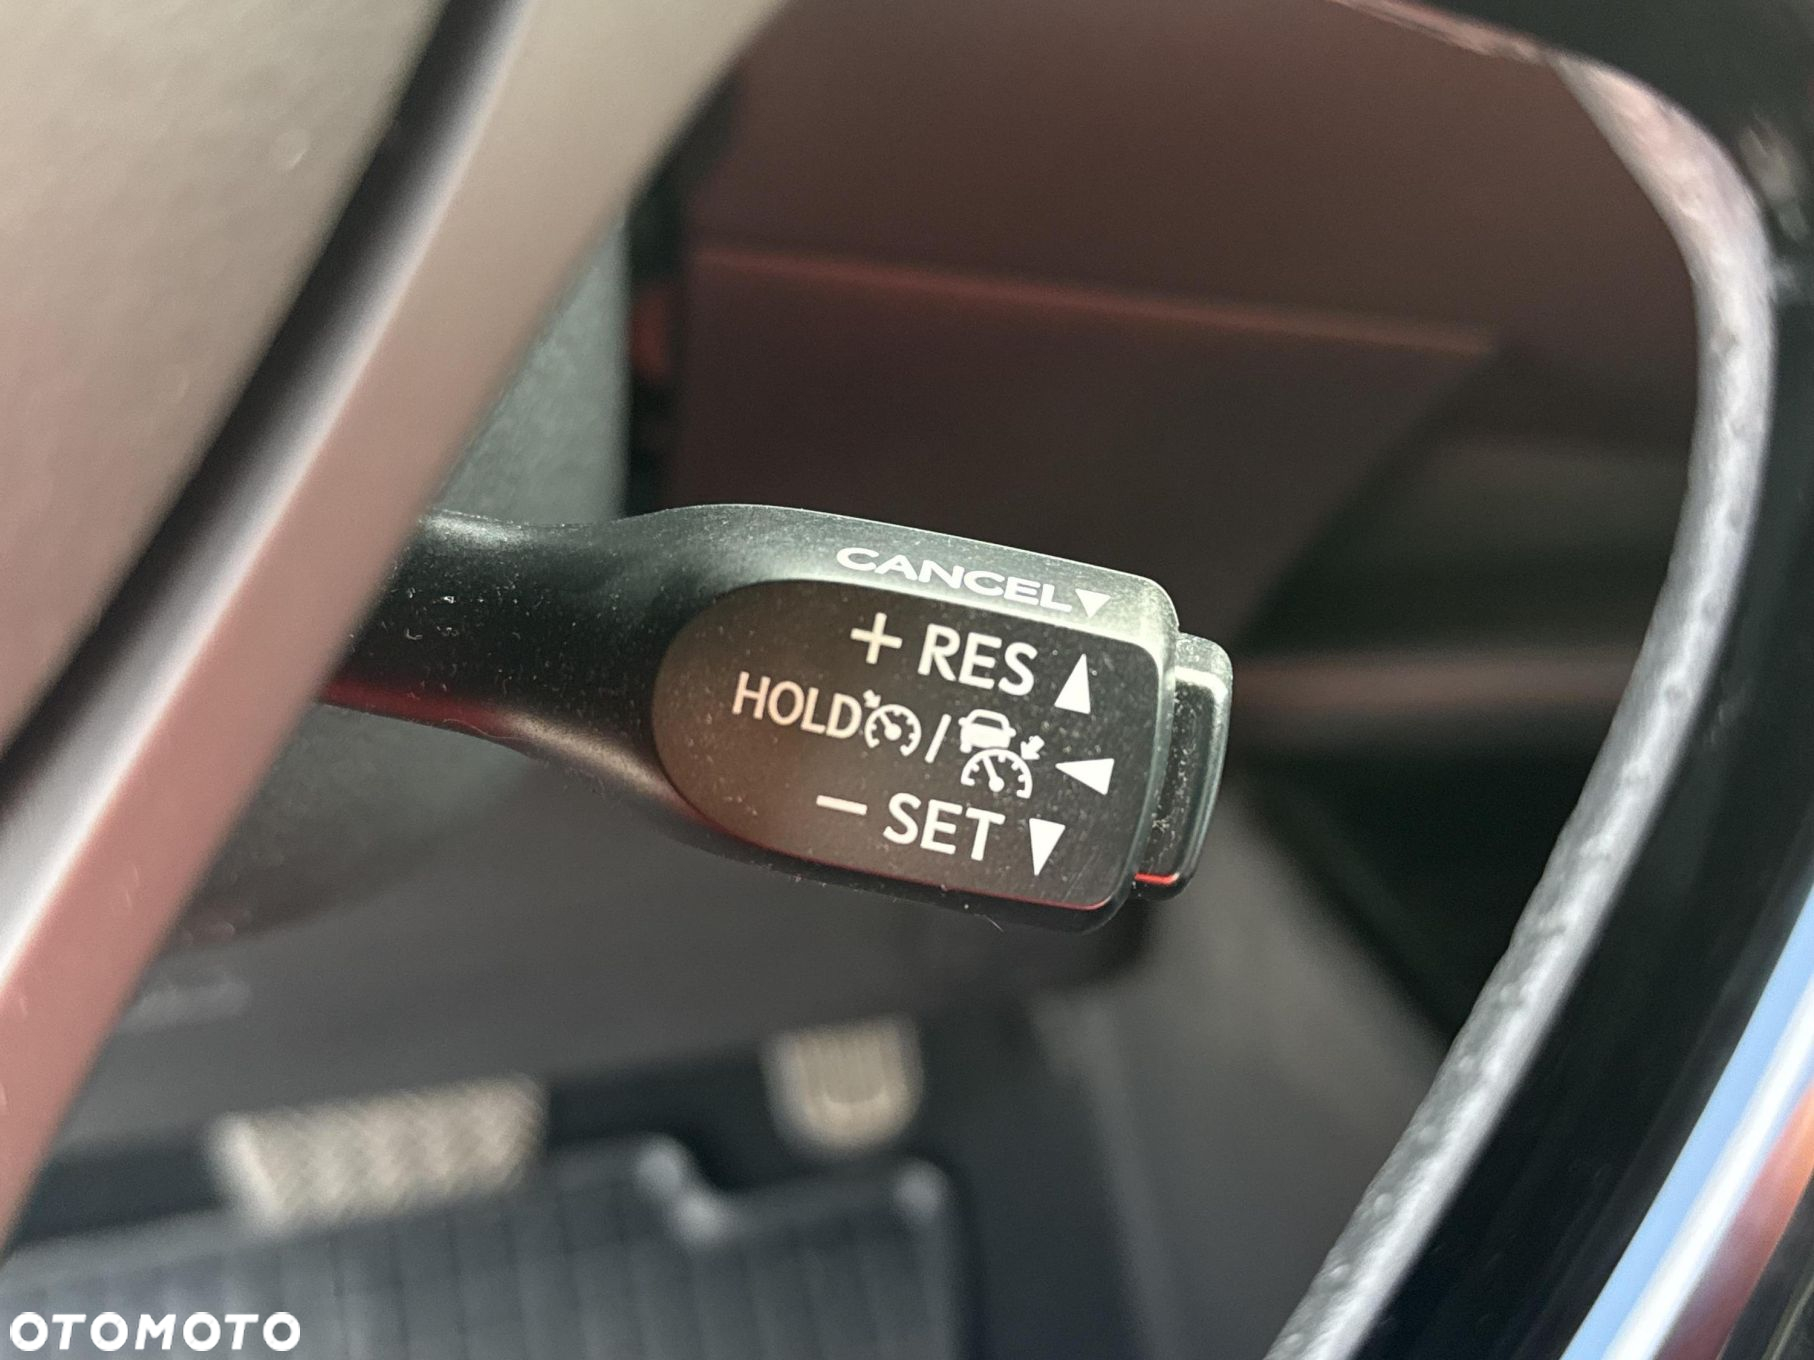 CANCEL▼
+ RES ▲
HOLD / ◀
− SET ▼
OTOMOTO